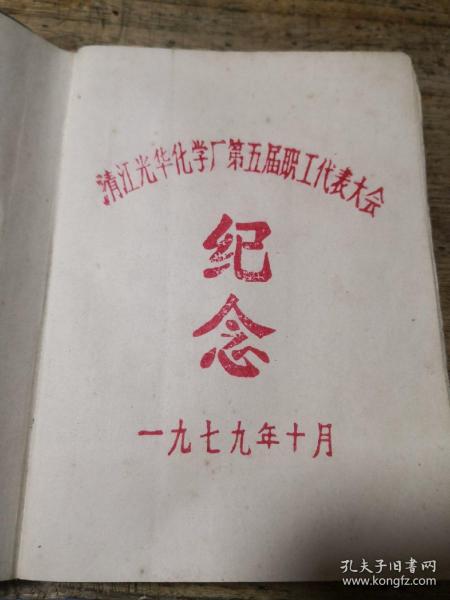 清江光华化学厂第五届职工代表大会
纪
念
一九七九年十月
孔夫子旧书网
www.kongfz.com